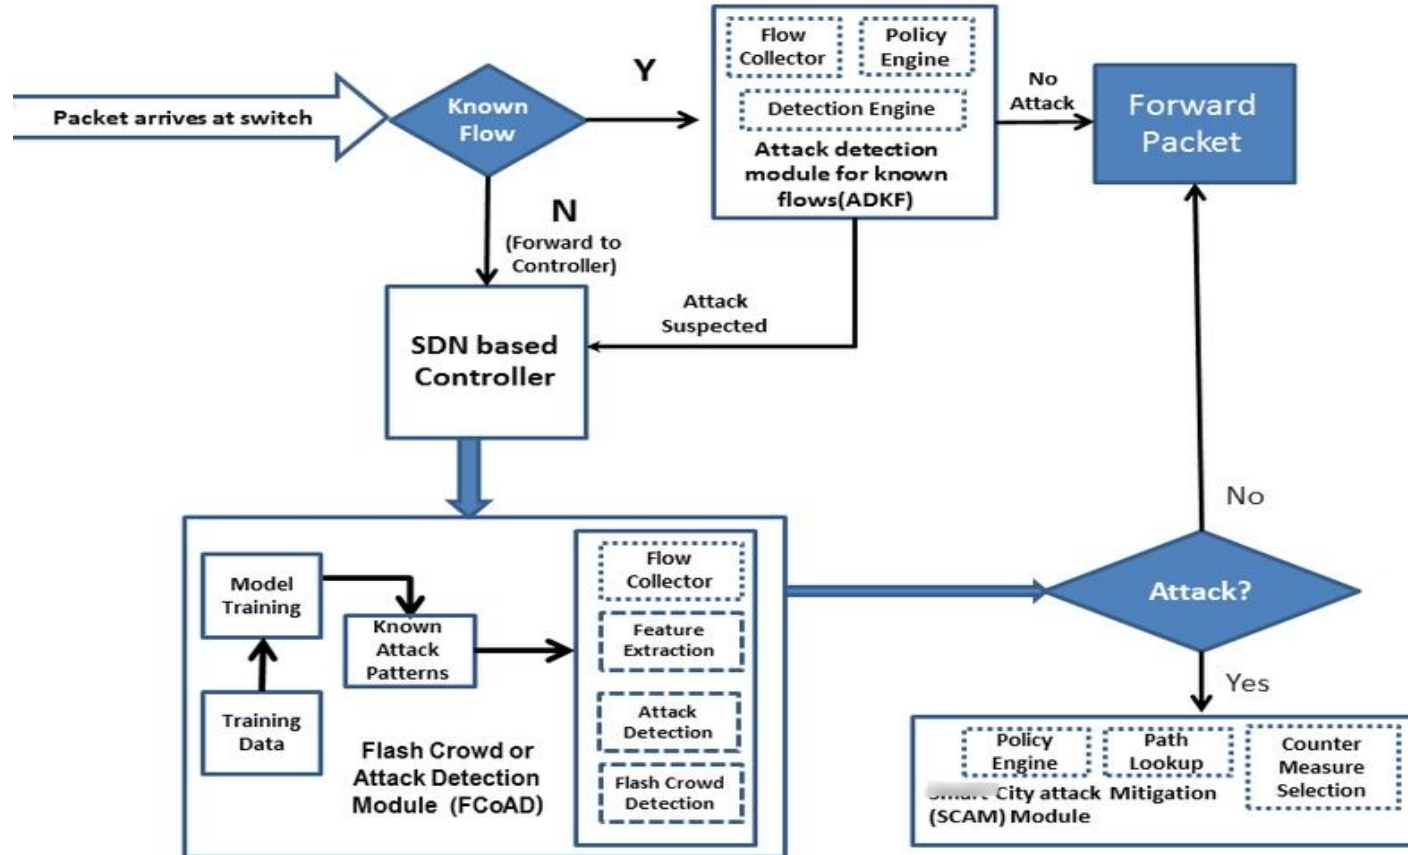 Packet arrives at switch
Known
Flow
Y
Flow
Collector
Policy
Engine
Detection Engine
Attack detection
module for known
flows(ADKF)
No
Attack
Forward
Packet
N
(Forward to
Controller)
Attack
Suspected
SDN based
Controller
Model
Training
Known
Attack
Patterns
Training
Data
Flash Crowd or
Attack Detection
Module (FCoAD)
Flow
Collector
Feature
Extraction
Attack
Detection
Flash Crowd
Detection
No
Attack?
Yes
Policy
Engine
Path
Lookup
Counter
Measure
Selection
City attack Mitigation
(SCAM) Module